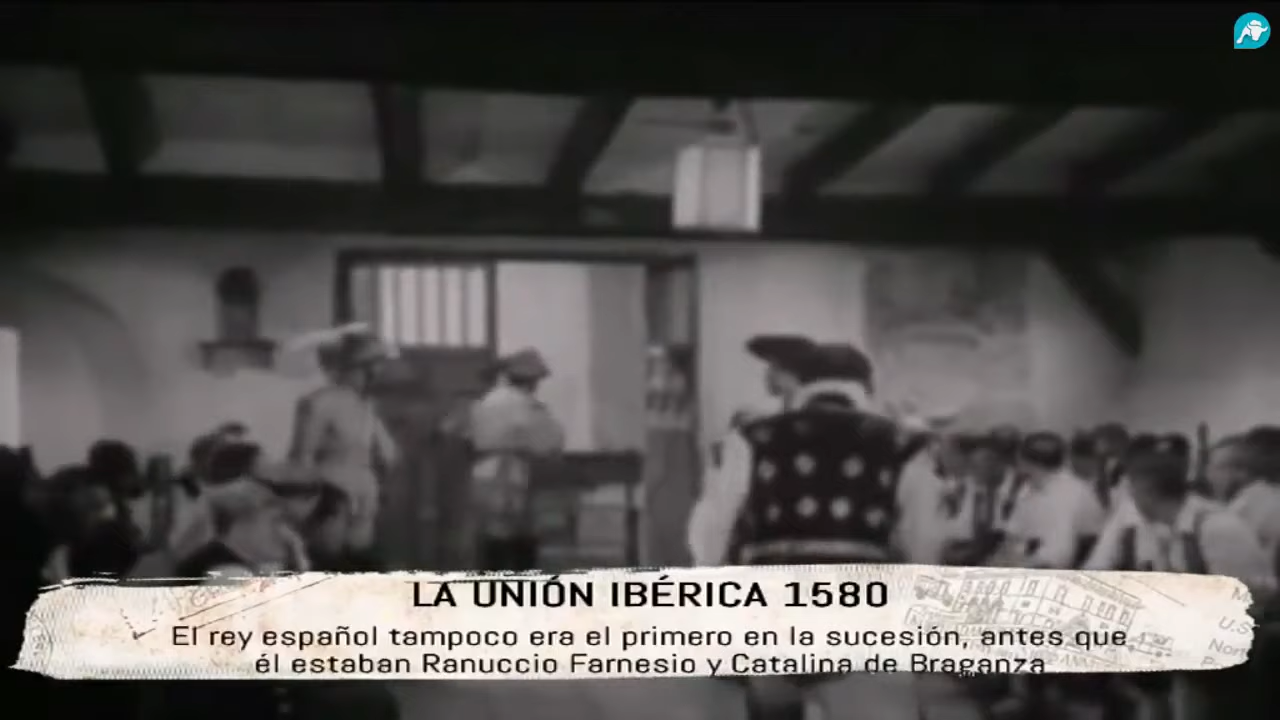 LA UNIÓN IBÉRICA 1580
El rey español tampoco era el primero en la sucesión, antes que
él estaban Ranuccio Farnesio y Catalina de Braganza